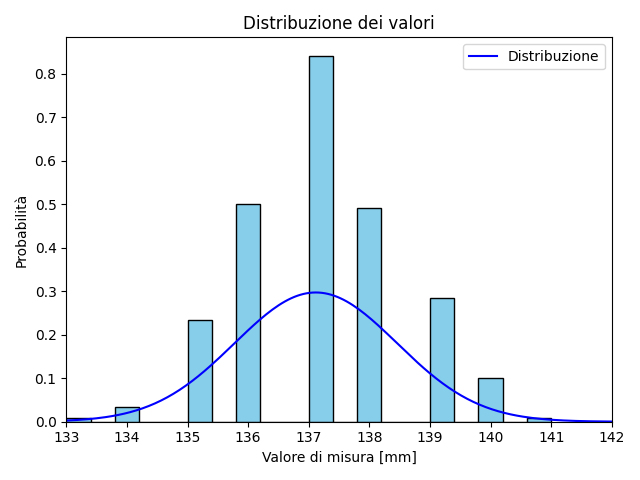 Distribuzione dei valori
Distribuzione
Probabilità
0.8
0.7
0.6
0.5
0.4
0.3
0.2
0.1
0.0
133 134 135 136 137 138 139 140 141 142
Valore di misura [mm]